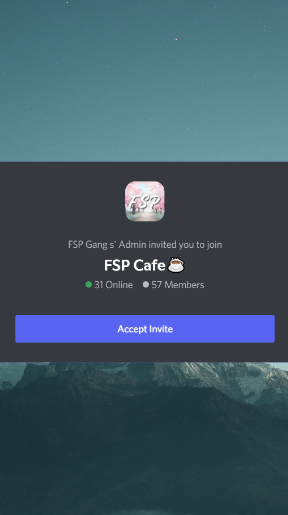 FSP
FSP Gang s' Admin invited you to join
FSP Cafe☕
31 Online 57 Members
Accept Invite